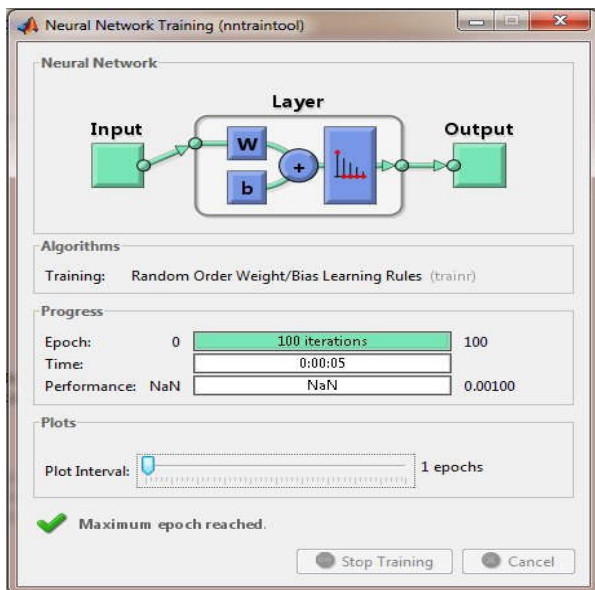 Neural Network Training (nntraintool)
Neural Network
Layer
Input
Output
W
b
+
Algorithms
Training: Random Order Weight/Bias Learning Rules (trainr)
Progress
Epoch: 0 100 iterations 100
Time: 0:00:05
Performance: NaN NaN 0.00100
Plots
Plot Interval: 1 epochs
Maximum epoch reached.
Stop Training Cancel